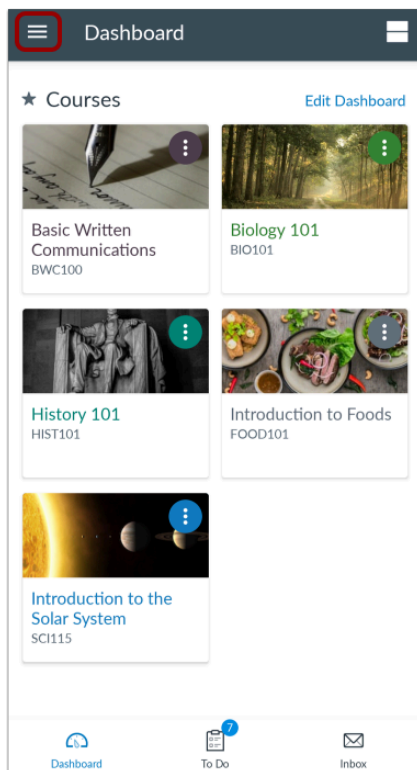 Dashboard
★ Courses
Edit Dashboard
Basic Written
Communications
BWC100
Biology 101
BIO101
History 101
HIST101
Introduction to Foods
FOOD101
Introduction to the
Solar System
SCI115
7
Dashboard
To Do
Inbox